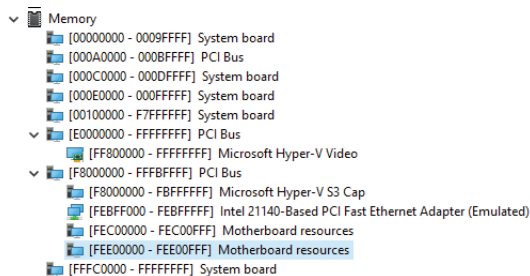 Memory
[00000000 - 0009FFFF] System board
[000A0000 - 000BFFFF] PCI Bus
[000C0000 - 000DFFFF] System board
[000E0000 - 000FFFFF] System board
[00100000 - F7FFFFFF] System board
[E0000000 - FFFFFFFF] PCI Bus
[FF800000 - FFFFFFFF] Microsoft Hyper-V Video
[F8000000 - FFFBFFFF] PCI Bus
[F8000000 - FBFFFFFF] Microsoft Hyper-V S3 Cap
[FEBFF000 - FEBFFFFF] Intel 21140-Based PCI Fast Ethernet Adapter (Emulated)
[FEC00000 - FEC00FFF] Motherboard resources
[FEE00000 - FEE00FFF] Motherboard resources
[FFFC0000 - FFFFFFFF] System board